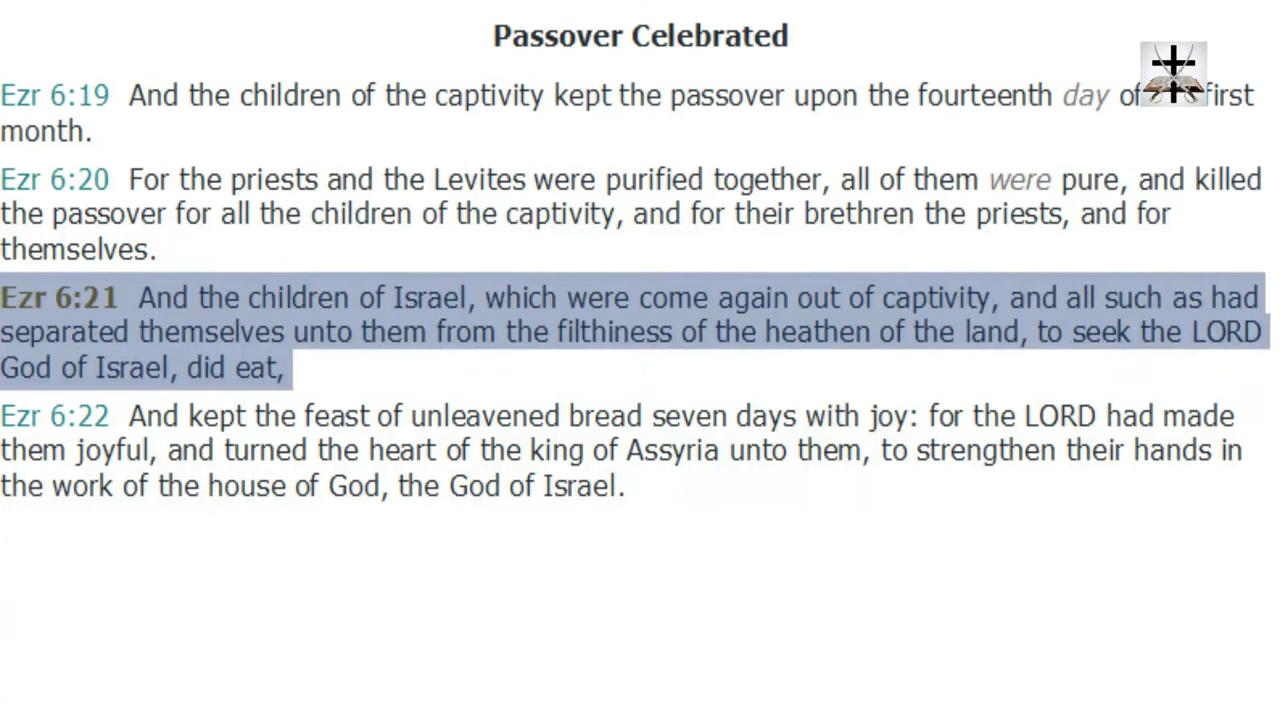 Passover Celebrated
Ezr 6:19 And the children of the captivity kept the passover upon the fourteenth day of first
month.
Ezr 6:20 For the priests and the Levites were purified together, all of them were pure, and killed
the passover for all the children of the captivity, and for their brethren the priests, and for
themselves.
Ezr 6:21 And the children of Israel, which were come again out of captivity, and all such as had
separated themselves unto them from the filthiness of the heathen of the land, to seek the LORD
God of Israel, did eat,
Ezr 6:22 And kept the feast of unleavened bread seven days with joy: for the LORD had made
them joyful, and turned the heart of the king of Assyria unto them, to strengthen their hands in
the work of the house of God, the God of Israel.